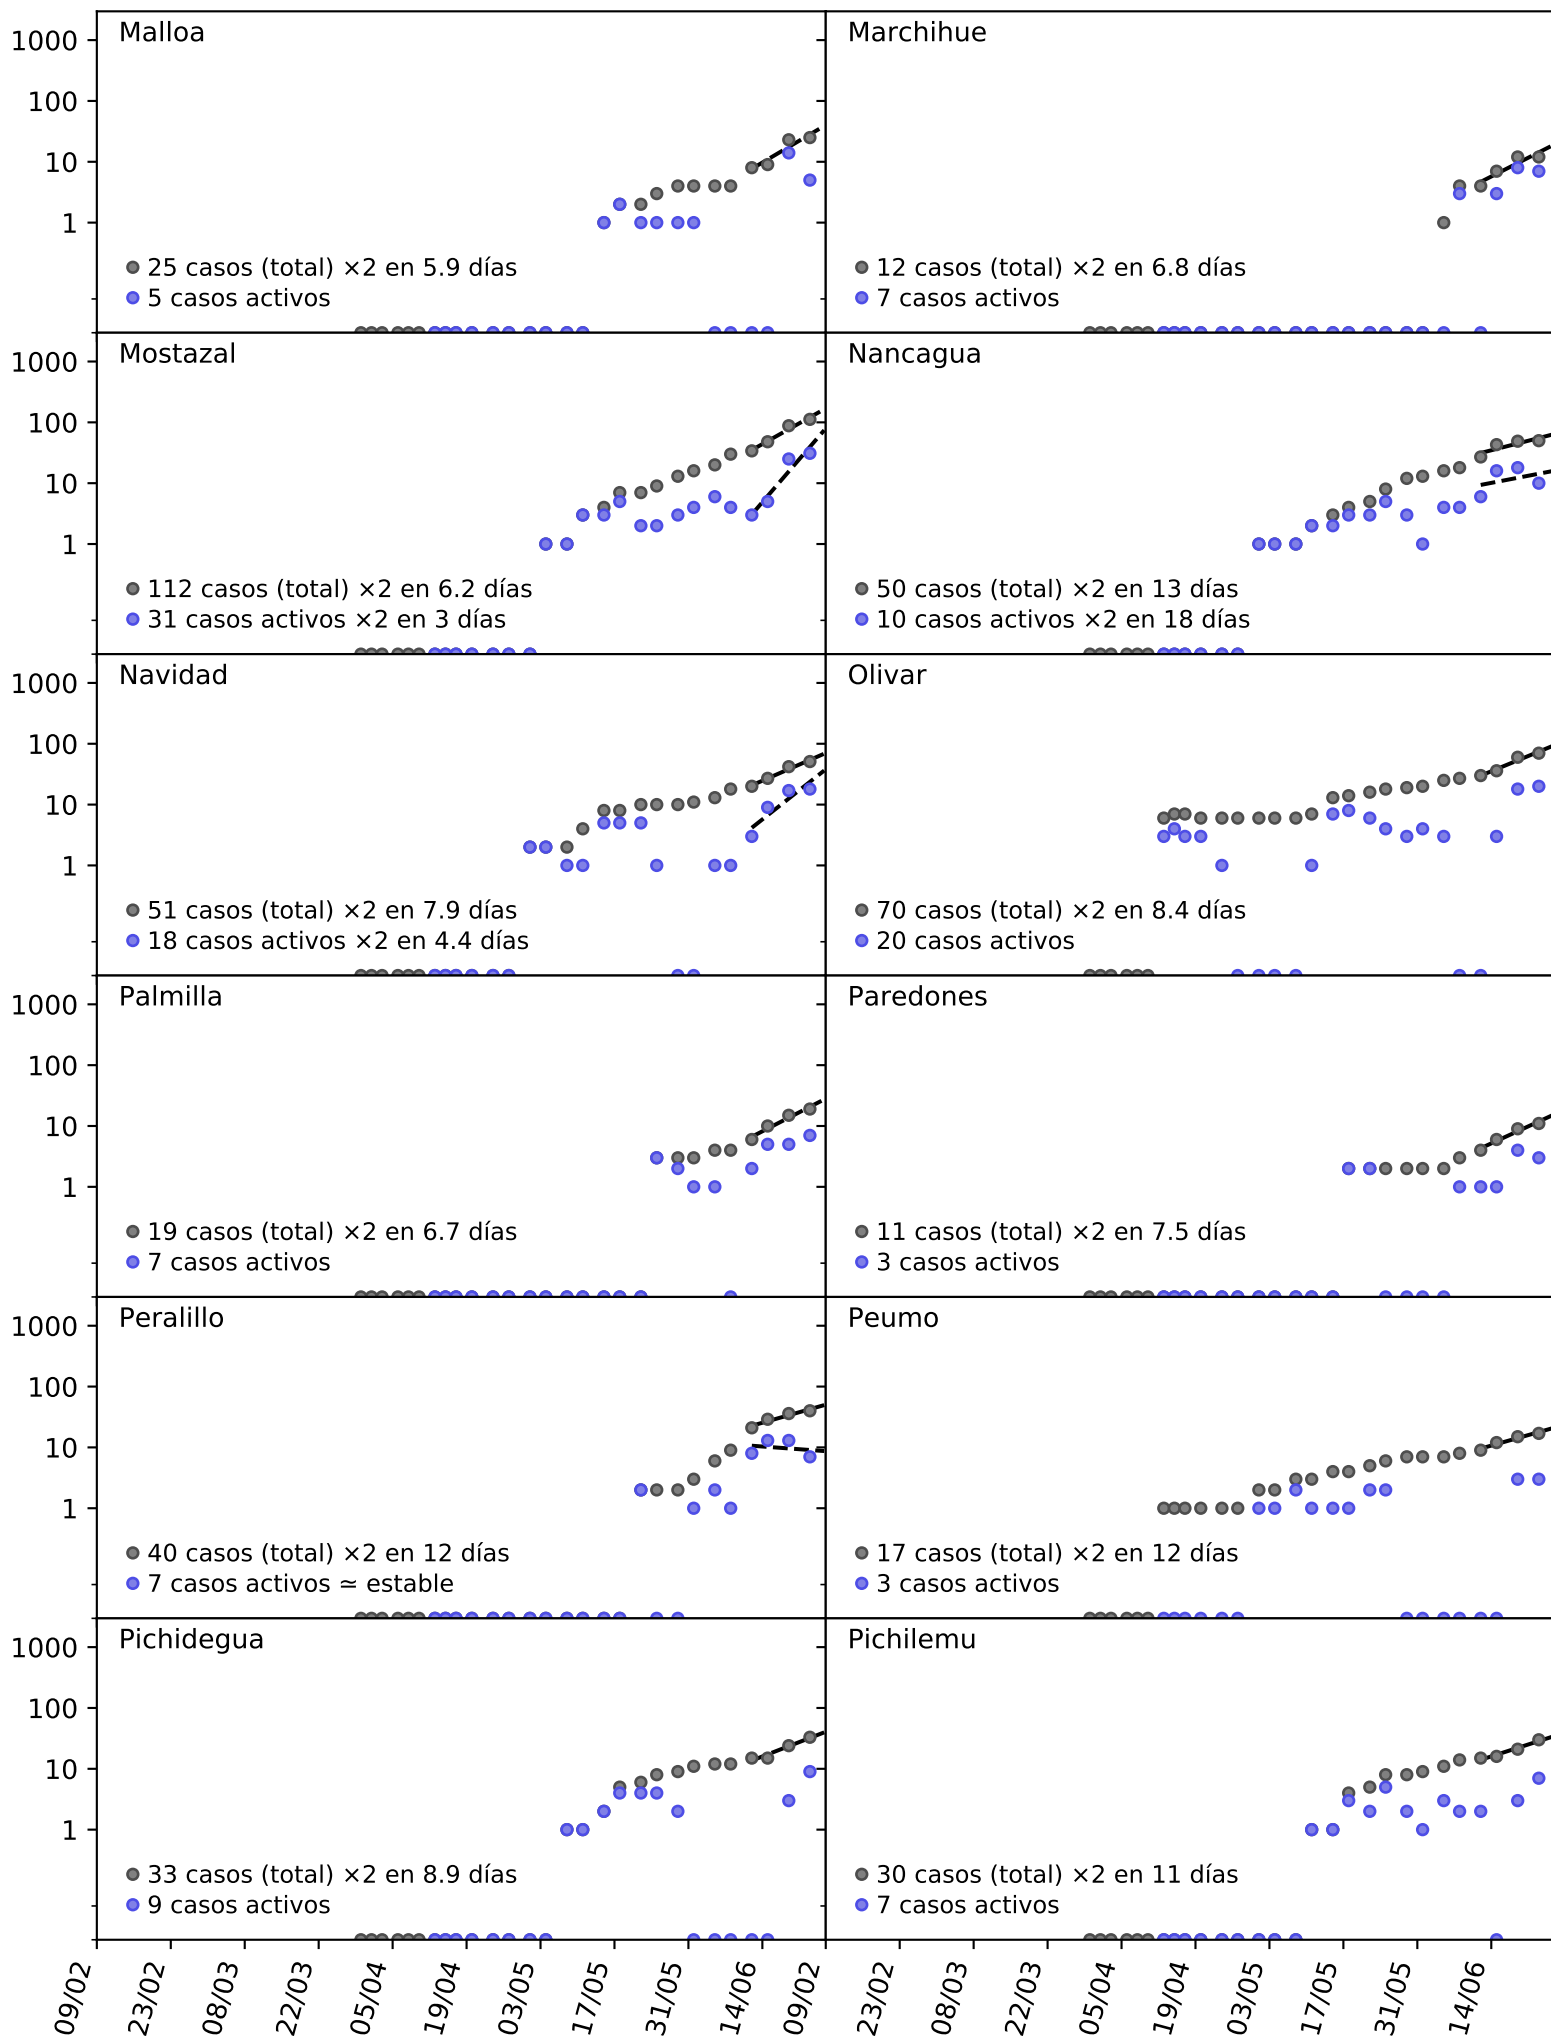 Malloa
Marchihue
1000
100
10
1
25 casos (total) ×2 en 5.9 días
5 casos activos
12 casos (total) ×2 en 6.8 días
7 casos activos
Mostazal
Nancagua
1000
100
10
1
112 casos (total) ×2 en 6.2 días
31 casos activos ×2 en 3 días
50 casos (total) ×2 en 13 días
10 casos activos ×2 en 18 días
Navidad
Olivar
1000
100
10
1
51 casos (total) ×2 en 7.9 días
18 casos activos ×2 en 4.4 días
70 casos (total) ×2 en 8.4 días
20 casos activos
Palmilla
Paredones
1000
100
10
1
19 casos (total) ×2 en 6.7 días
7 casos activos
11 casos (total) ×2 en 7.5 días
3 casos activos
Peralillo
Peumo
1000
100
10
1
40 casos (total) ×2 en 12 días
7 casos activos ≃ estable
17 casos (total) ×2 en 12 días
3 casos activos
Pichidegua
Pichilemu
1000
100
10
1
33 casos (total) ×2 en 8.9 días
9 casos activos
30 casos (total) ×2 en 11 días
7 casos activos
09/02 23/02 08/03 22/03 05/04 19/04 03/05 17/05 31/05 14/06 09/02 23/02 08/03 22/03 05/04 19/04 03/05 17/05 31/05 14/06